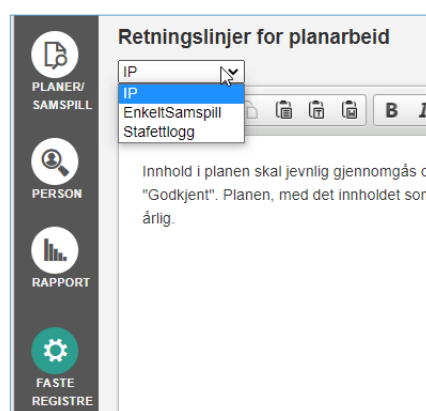 Retningslinjer for planarbeid
IP
IP
EnkeltSamspill
Stafettlogg
B I
Innhold i planen skal jevnlig gjennomgås
"Godkjent". Planen, med det innholdet som
årlig.
PLANER/
SAMSPILL
PERSON
RAPPORT
FASTE
REGISTRE